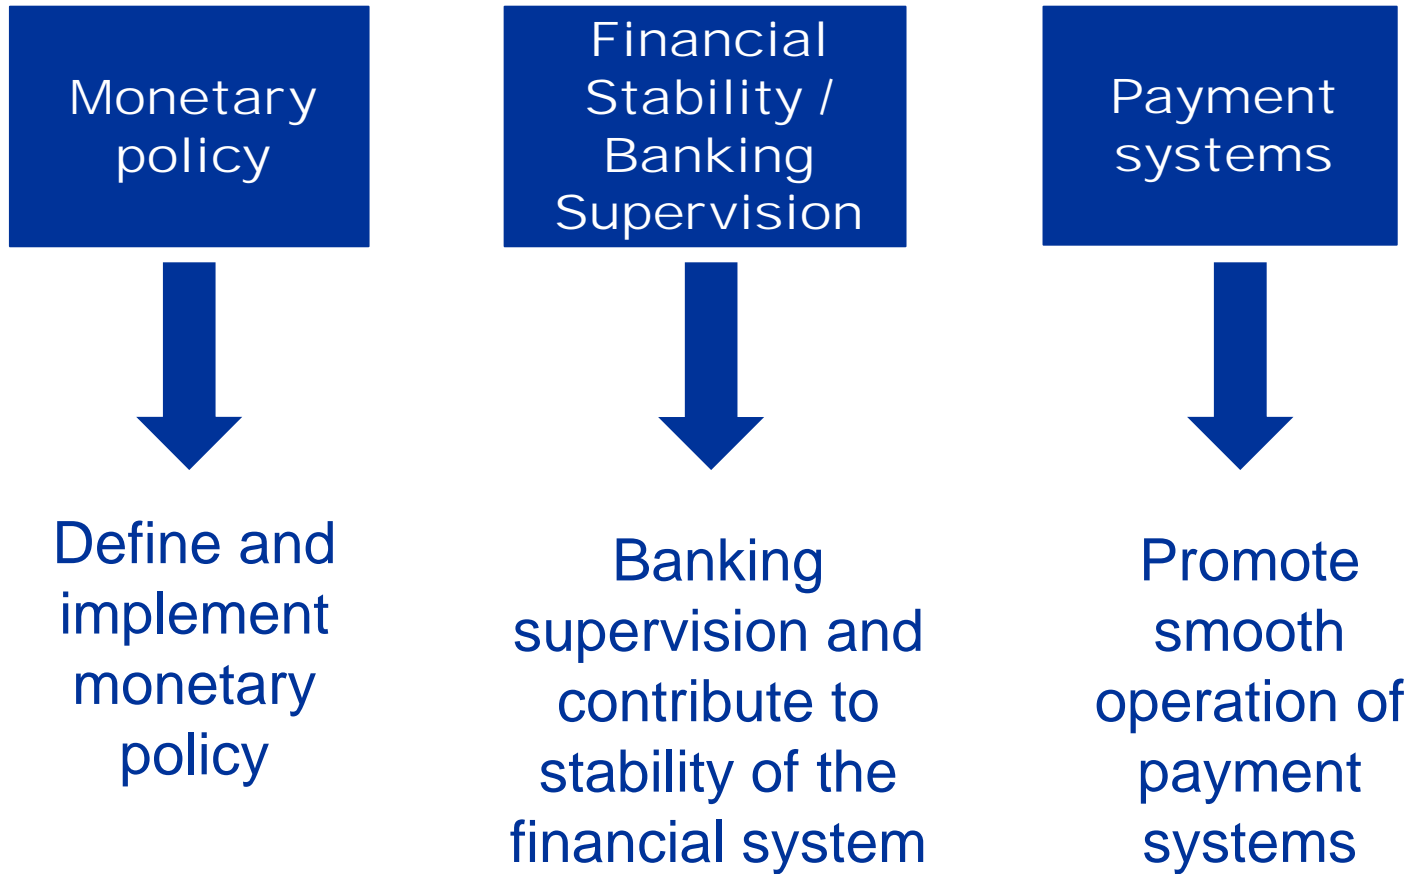 Monetary
policy
Financial
Stability /
Banking
Supervision
Payment
systems
Define and
implement
monetary
policy
Banking
supervision and
contribute to
stability of the
financial system
Promote
smooth
operation of
payment
systems